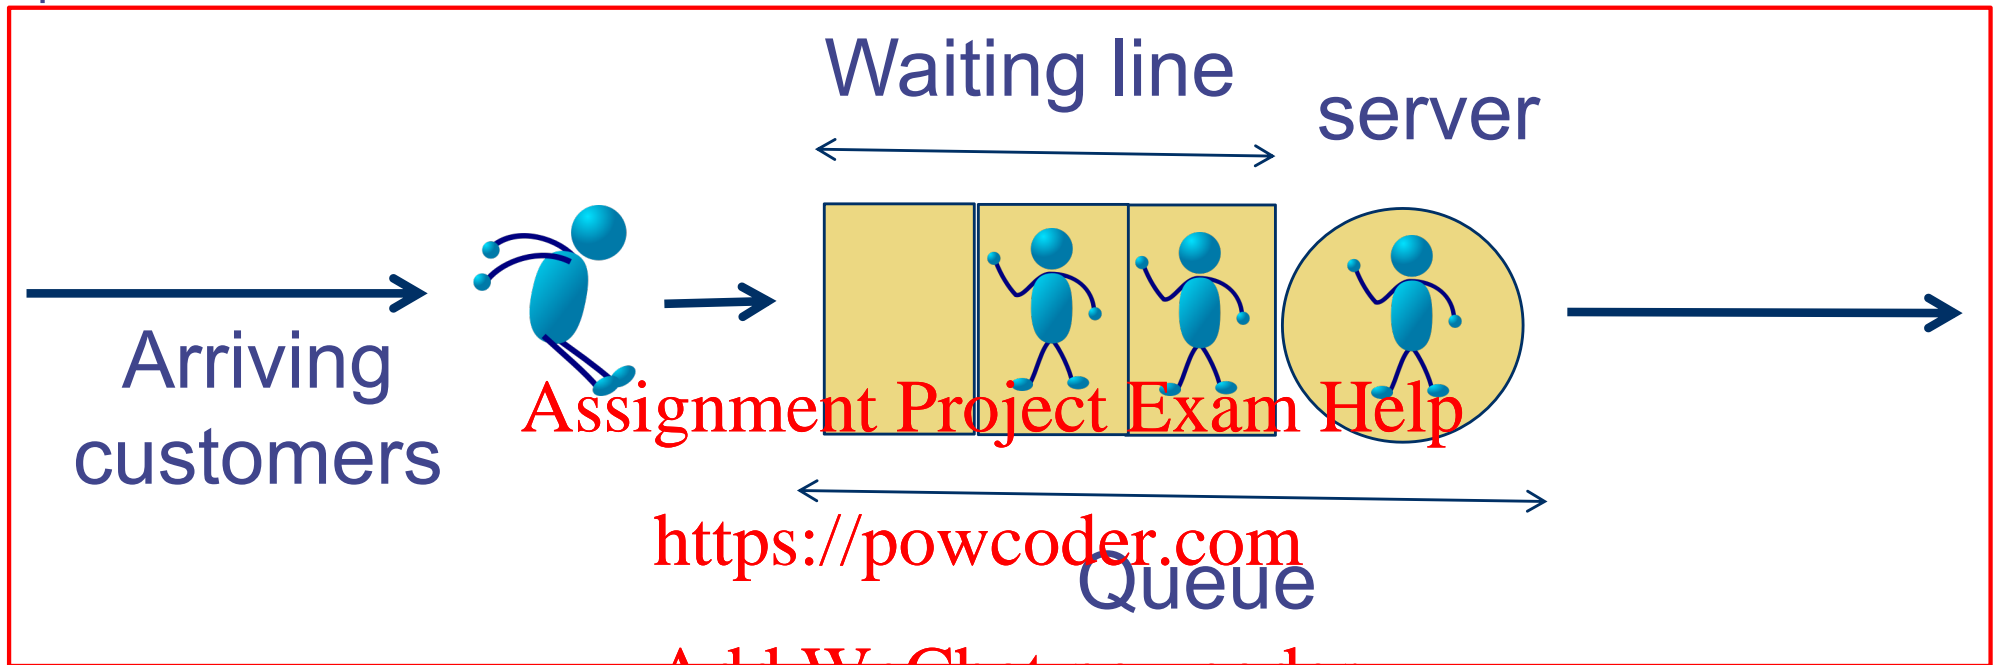 Waiting line
server
Arriving
customers
Assignment Project Exam Help
https://powcoder.com
Queue